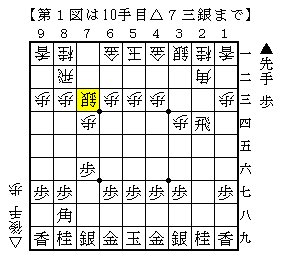 【第１図は10手目△７三銀まで】
９ ８ ７ ６ ５ ４ ３ ２ １
香 桂 金 玉 金 銀 桂 香 一
飛 角 二
歩 歩 銀 歩 歩 歩 歩 三
歩 歩 飛 四
五
歩 六
歩 歩 歩 歩 歩 歩 歩 七
角 八
香 桂 銀 金 玉 金 銀 桂 香 九
▲先手 歩
△後手 歩